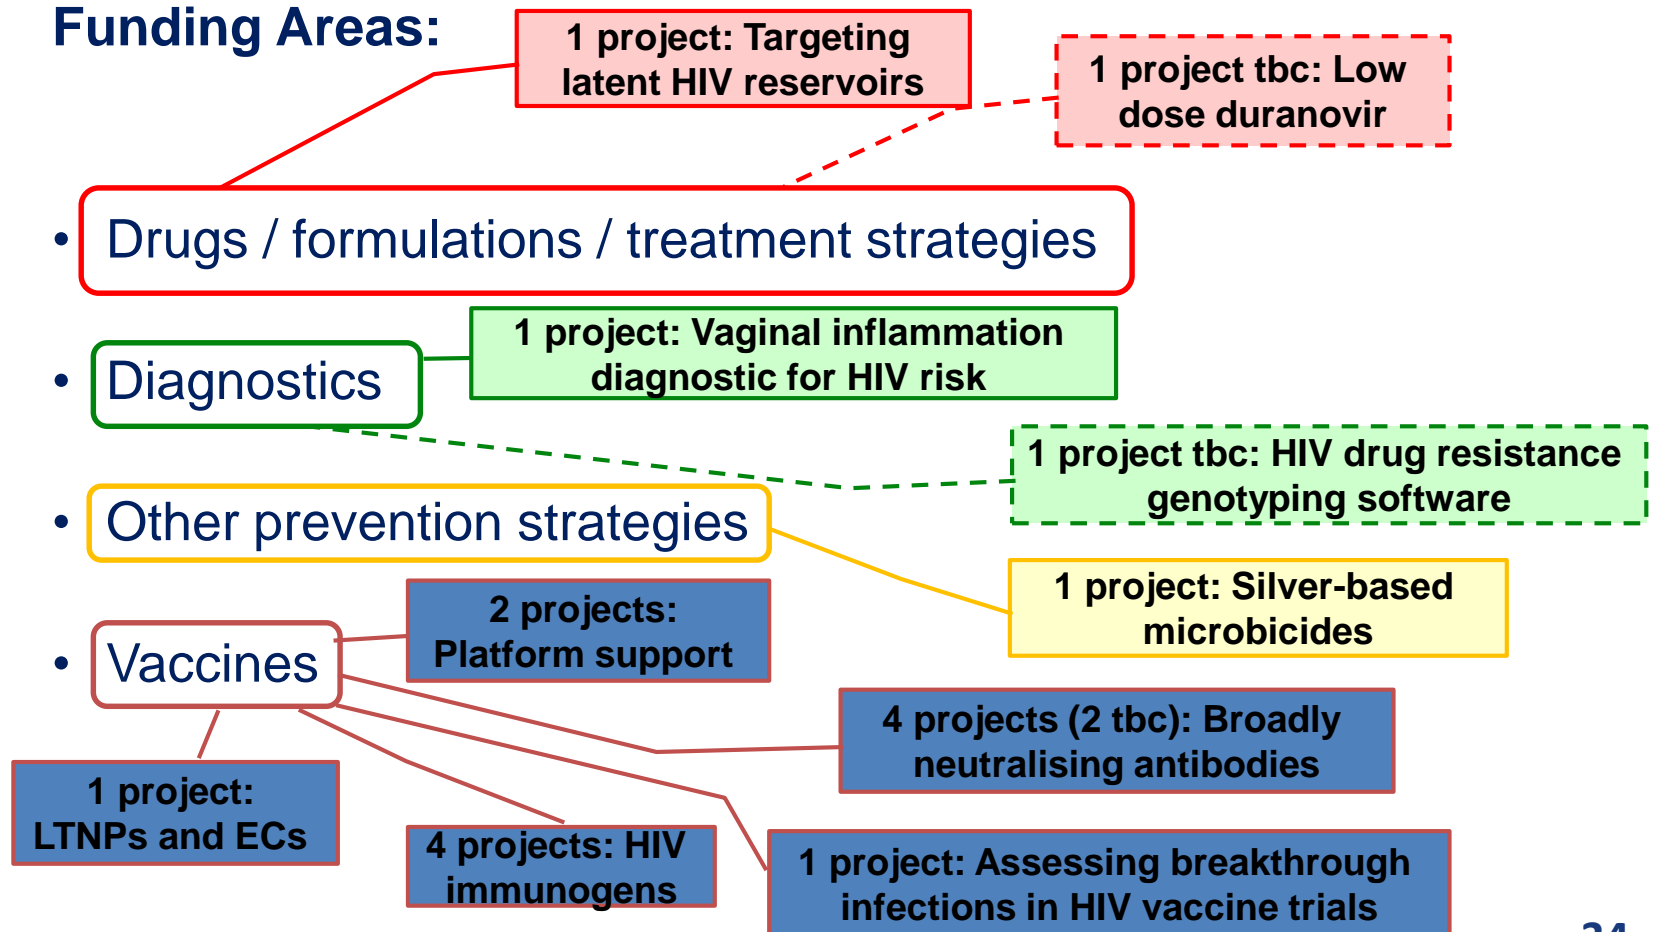 Funding Areas:
1 project: Targeting
latent HIV reservoirs
1 project tbc: Low
dose duranovir
• Drugs / formulations / treatment strategies
1 project: Vaginal inflammation
diagnostic for HIV risk
• Diagnostics
1 project tbc: HIV drug resistance
genotyping software
• Other prevention strategies
1 project: Silver-based
microbicides
2 projects:
Platform support
• Vaccines
4 projects (2 tbc): Broadly
neutralising antibodies
1 project:
LTNPs and ECs
4 projects: HIV
immunogens
1 project: Assessing breakthrough
infections in HIV vaccine trials